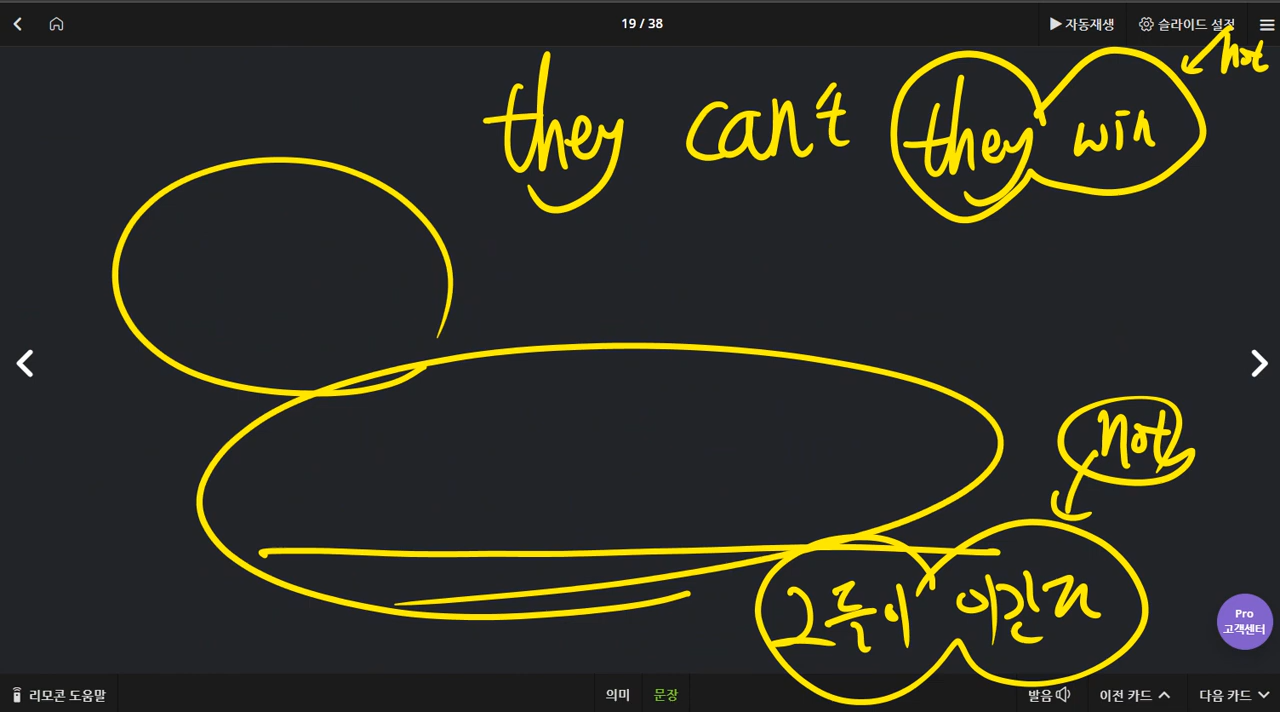 19 / 38
자동재생
슬라이드 설정
not
they can't they win
Not
그들이 이긴다
Pro
고객센터
리모콘 도움말
의미
문장
발음
이전 카드
다음 카드